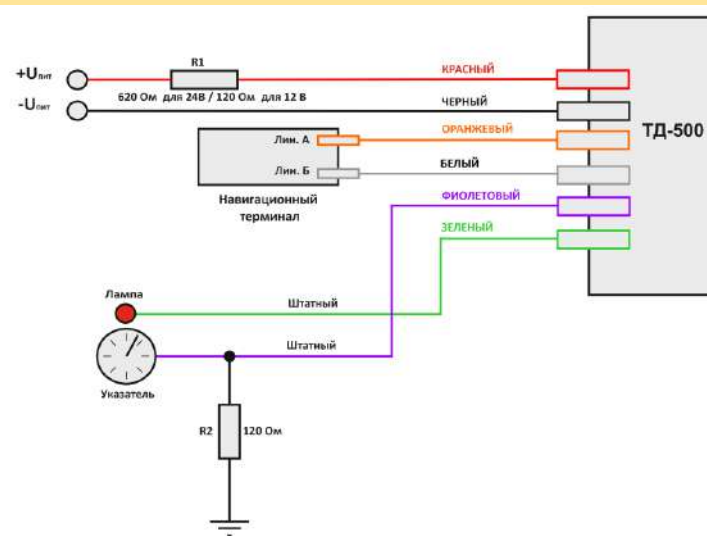 R1
+Uпит
КРАСНЫЙ
620 Ом для 24В / 120 Ом для 12 В
-Uпит
ЧЕРНЫЙ
ОРАНЖЕВЫЙ
ТД-500
Лин. А
БЕЛЫЙ
Лин. Б
Навигационный
терминал
ФИОЛЕТОВЫЙ
ЗЕЛЕНЫЙ
Лампа
Штатный
Штатный
Указатель
R2
120 Ом